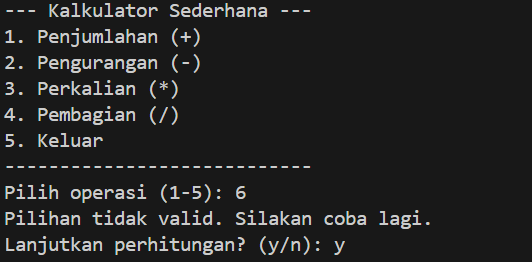 --- Kalkulator Sederhana ---
1. Penjumlahan (+)
2. Pengurangan (-)
3. Perkalian (*)
4. Pembagian (/)
5. Keluar
----------------------------
Pilih operasi (1-5): 6
Pilihan tidak valid. Silakan coba lagi.
Lanjutkan perhitungan? (y/n): y